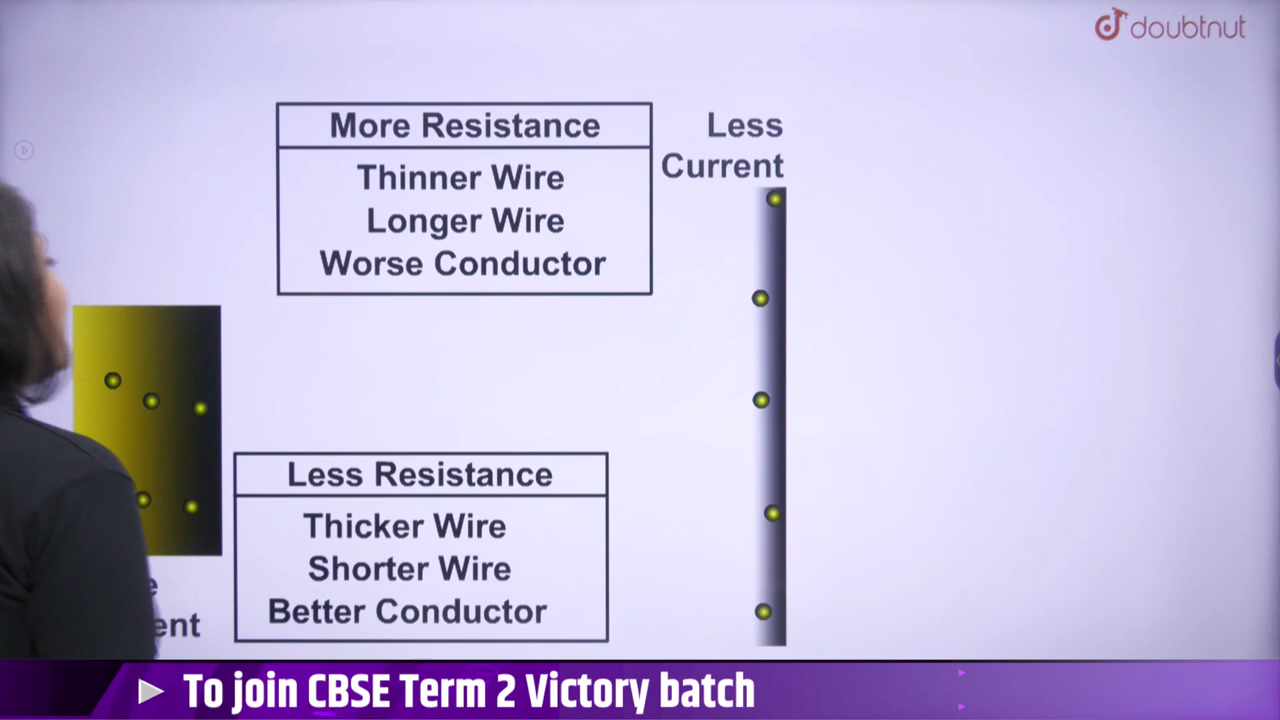 doubtnut
More Resistance
Thinner Wire
Longer Wire
Worse Conductor
Less
Current
Less Resistance
Thicker Wire
Shorter Wire
Better Conductor
To join CBSE Term 2 Victory batch